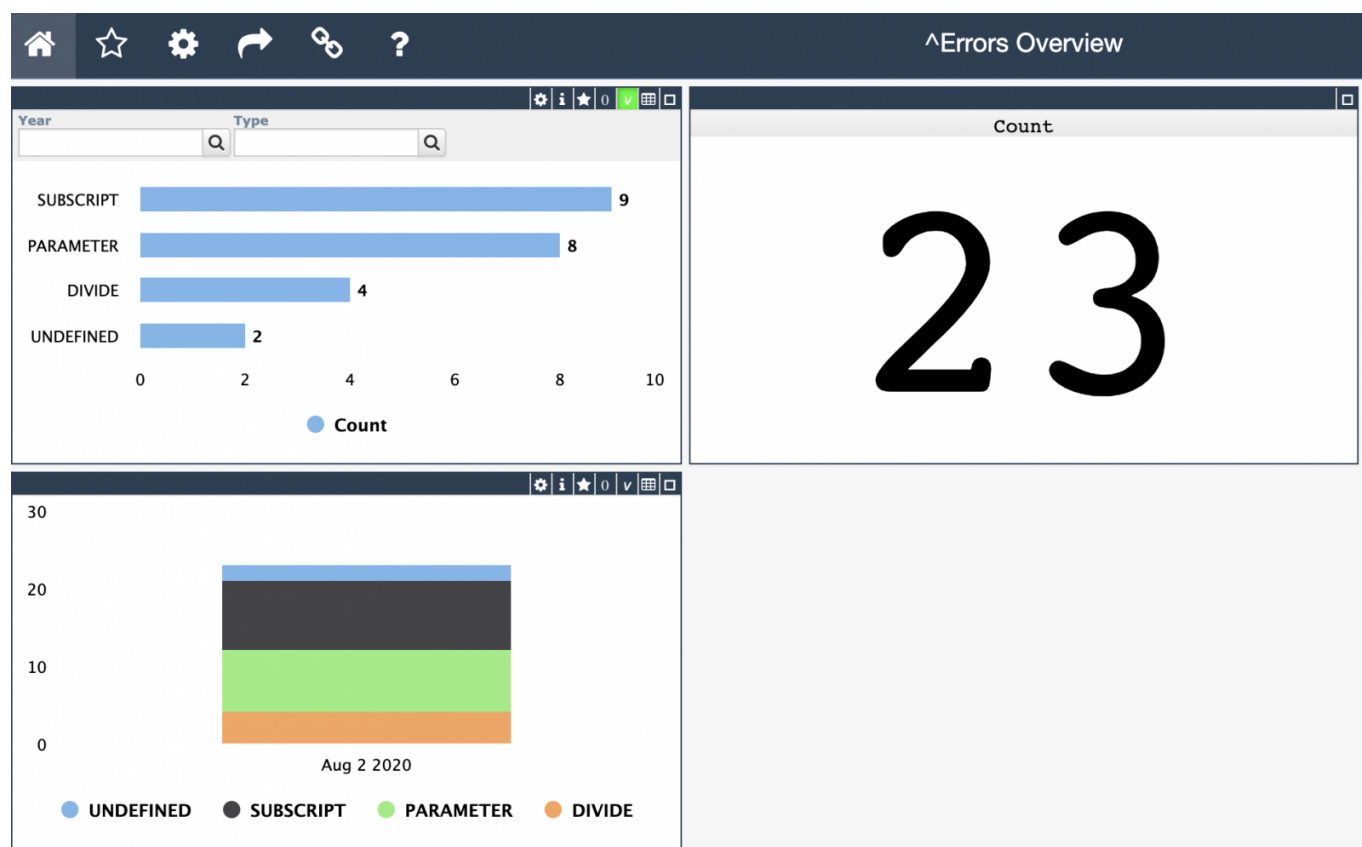 ? ^Errors Overview
i 0 v
Year Type
SUBSCRIPT 9
PARAMETER 8
DIVIDE 4
UNDEFINED 2
0 2 4 6 8 10
Count
Count
23
i 0 v
30
20
10
0
Aug 2 2020
UNDEFINED SUBSCRIPT PARAMETER DIVIDE